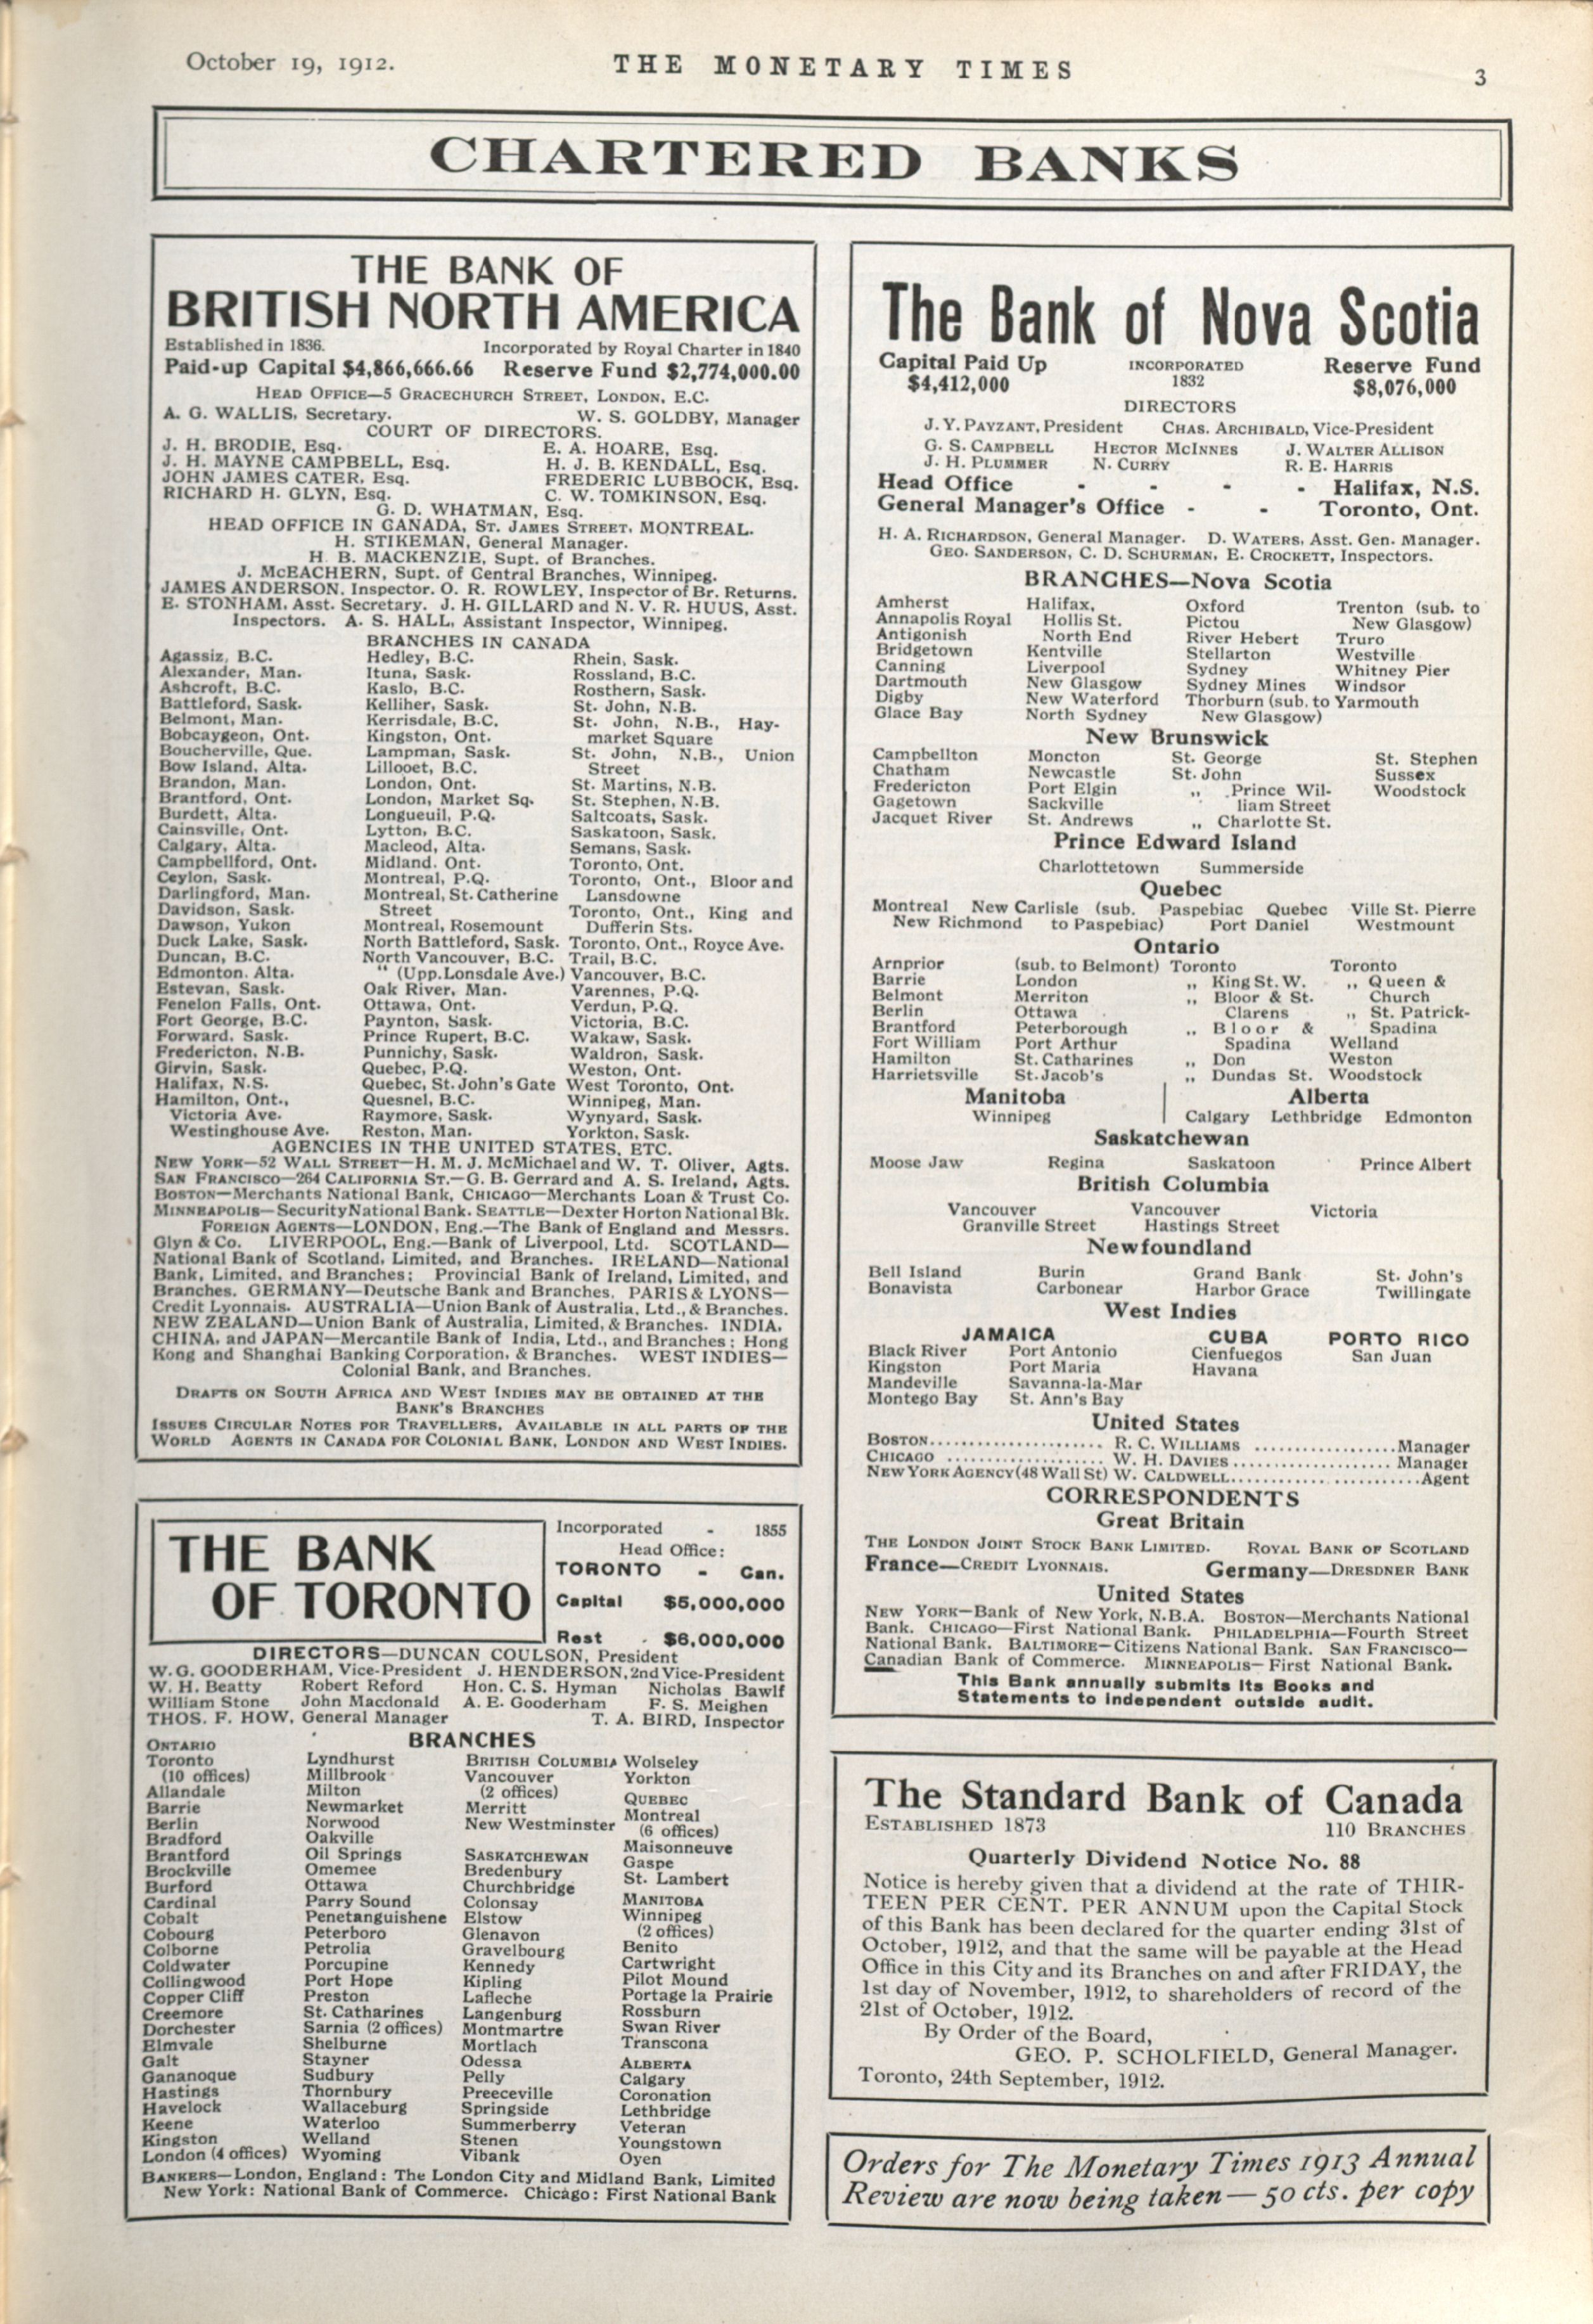 October 19, 1912.
THE MONETARY TIMES
3
CHARTERED BANKS
THE BANK OF
BRITISH NORTH AMERICA
Established in 1836. Incorporated by Royal Charter in 1840
Paid-up Capital $4,866,666.66 Reserve Fund $2,774,000.00
HEAD OFFICE—5 GRACECHURCH STREET, LONDON, E.C.
A. G. WALLIS, Secretary. W. S. GOLDBY, Manager
COURT OF DIRECTORS.
J. H. BRODIE, Esq. E. A. HOARE, Esq.
J. H. MAYNE CAMPBELL, Esq. H. J. B. KENDALL, Esq.
JOHN JAMES CATER, Esq. FREDERIC LUBBOCK, Esq.
RICHARD H. GLYN, Esq. C. W. TOMKINSON, Esq.
G. D. WHATMAN, Esq.
HEAD OFFICE IN CANADA, ST. JAMES STREET, MONTREAL.
H. STIKEMAN, General Manager.
H. B. MACKENZIE, Supt. of Branches.
J. McEACHERN, Supt. of Central Branches, Winnipeg.
JAMES ANDERSON, Inspector. O. R. ROWLEY, Inspector of Br. Returns.
E. STONHAM, Asst. Secretary. J. H. GILLARD and N. V. R. HUUS, Asst.
Inspectors. A. S. HALL, Assistant Inspector, Winnipeg.
BRANCHES IN CANADA
Agassiz, B.C. Hedley, B.C. Rhein, Sask.
Alexander, Man. Ituna, Sask. Rossland, B.C.
Ashcroft, B.C. Kaslo, B.C. Rosthern, Sask.
Battleford, Sask. Kelliher, Sask. St. John, N.B.
Belmont, Man. Kerrisdale, B.C. St. John, N.B., Hay-
Bobcaygeon, Ont. Kingston, Ont. market Square
Boucherville, Que. Lampman, Sask. St. John, N.B., Union
Bow Island, Alta. Lillooet, B.C. Street
Brandon, Man. London, Ont. St. Martins, N.B.
Brantford, Ont. London, Market Sq. St. Stephen, N.B.
Burdett, Alta. Longueuil, P.Q. Saltcoats, Sask.
Cainsville, Ont. Lytton, B.C. Saskatoon, Sask.
Calgary, Alta. Macleod, Alta. Semans, Sask.
Campbellford, Ont. Midland. Ont. Toronto, Ont.
Ceylon, Sask. Montreal, P.Q. Toronto, Ont., Bloor and
Darlingford, Man. Montreal, St. Catherine Lansdowne
Davidson, Sask. Street Toronto, Ont., King and
Dawson, Yukon Montreal, Rosemount Dufferin Sts.
Duck Lake, Sask. North Battleford, Sask. Toronto, Ont., Royce Ave.
Duncan, B.C. North Vancouver, B.C. Trail, B.C.
Edmonton. Alta. “ (Upp.Lonsdale Ave.) Vancouver, B.C.
Estevan, Sask. Oak River, Man. Varennes, P.Q.
Fenelon Falls, Ont. Ottawa, Ont. Verdun, P.Q.
Fort George, B.C. Paynton, Sask. Victoria, B.C.
Forward, Sask. Prince Rupert, B.C. Wakaw, Sask.
Fredericton, N.B. Punnichy, Sask. Waldron, Sask.
Girvin, Sask. Quebec, P.Q. Weston, Ont.
Halifax, N.S. Quebec, St. John's Gate West Toronto, Ont.
Hamilton, Ont., Quesnel, B.C. Winnipeg, Man.
Victoria Ave. Raymore, Sask. Wynyard, Sask.
Westinghouse Ave. Reston, Man. Yorkton, Sask.
AGENCIES IN THE UNITED STATES, ETC.
NEW YORK—52 WALL STREET—H. M. J. McMichael and W. T. Oliver, Agts.
SAN FRANCISCO—264 CALIFORNIA ST.—G. B. Gerrard and A. S. Ireland, Agts.
BOSTON—Merchants National Bank, CHICAGO—Merchants Loan & Trust Co.
MINNEAPOLIS—Security National Bank. SEATTLE—Dexter Horton National Bk.
FOREIGN AGENTS—LONDON, Eng.—The Bank of England and Messrs.
Glyn & Co. LIVERPOOL, Eng.—Bank of Liverpool, Ltd. SCOTLAND—
National Bank of Scotland, Limited, and Branches. IRELAND—National
Bank, Limited, and Branches; Provincial Bank of Ireland, Limited, and
Branches. GERMANY—Deutsche Bank and Branches. PARIS & LYONS—
Credit Lyonnais. AUSTRALIA—Union Bank of Australia, Ltd., & Branches.
NEW ZEALAND—Union Bank of Australia, Limited, & Branches. INDIA,
CHINA, and JAPAN—Mercantile Bank of India, Ltd., and Branches; Hong
Kong and Shanghai Banking Corporation, & Branches. WEST INDIES—
Colonial Bank, and Branches.
DRAFTS ON SOUTH AFRICA AND WEST INDIES MAY BE OBTAINED AT THE
BANK'S BRANCHES
ISSUES CIRCULAR NOTES FOR TRAVELLERS, AVAILABLE IN ALL PARTS OF THE
WORLD AGENTS IN CANADA FOR COLONIAL BANK, LONDON AND WEST INDIES.
THE BANK
OF TORONTO
Incorporated - 1855
Head Office:
TORONTO - Can.
Capital $5,000,000
Rest . $6,000,000
DIRECTORS—DUNCAN COULSON, President
W. G. GOODERHAM, Vice-President J. HENDERSON, 2nd Vice-President
W. H. Beatty Robert Reford Hon. C. S. Hyman Nicholas Bawlf
William Stone John Macdonald A. E. Gooderham F. S. Meighen
THOS. F. HOW, General Manager T. A. BIRD, Inspector
BRANCHES
ONTARIO
Toronto
(10 offices)
Allandale
Barrie
Berlin
Bradford
Brantford
Brockville
Burford
Cardinal
Cobalt
Cobourg
Colborne
Coldwater
Collingwood
Copper Cliff
Creemore
Dorchester
Elmvale
Galt
Gananoque
Hastings
Havelock
Keene
Kingston
London (4 offices)
Lyndhurst
Millbrook
Milton
Newmarket
Norwood
Oakville
Oil Springs
Omemee
Ottawa
Parry Sound
Penetanguishene
Peterboro
Petrolia
Porcupine
Port Hope
Preston
St. Catharines
Sarnia (2 offices)
Shelburne
Stayner
Sudbury
Thornbury
Wallaceburg
Waterloo
Welland
Wyoming
BRITISH COLUMBIA
Vancouver
(2 offices)
Merritt
New Westminster
SASKATCHEWAN
Bredenbury
Churchbridge
Colonsay
Elstow
Glenavon
Gravelbourg
Kennedy
Kipling
Lafleche
Langenburg
Montmartre
Mortlach
Odessa
Pelly
Preeceville
Springside
Summerberry
Stenen
Vibank
Wolseley
Yorkton
QUEBEC
Montreal
(6 offices)
Maisonneuve
Gaspe
St. Lambert
MANITOBA
Winnipeg
(2 offices)
Benito
Cartwright
Pilot Mound
Portage la Prairie
Rossburn
Swan River
Transcona
ALBERTA
Calgary
Coronation
Lethbridge
Veteran
Youngstown
Oyen
BANKERS—London, England: The London City and Midland Bank, Limited
New York: National Bank of Commerce. Chicago: First National Bank
The Bank of Nova Scotia
Capital Paid Up INCORPORATED Reserve Fund
$4,412,000 1832 $8,076,000
DIRECTORS
J. Y. PAYZANT, President CHAS. ARCHIBALD, Vice-President
G. S. CAMPBELL HECTOR MCINNES J. WALTER ALLISON
J. H. PLUMMER N. CURRY R. E. HARRIS
Head Office - - - - Halifax, N.S.
General Manager's Office - - Toronto, Ont.
H. A. RICHARDSON, General Manager. D. WATERS, Asst. Gen. Manager.
GEO. SANDERSON, C. D. SCHURMAN, E. CROCKETT, Inspectors.
BRANCHES—Nova Scotia
Amherst Halifax, Oxford Trenton (sub. to
Annapolis Royal Hollis St. Pictou New Glasgow)
Antigonish North End River Hebert Truro
Bridgetown Kentville Stellarton Westville
Canning Liverpool Sydney Whitney Pier
Dartmouth New Glasgow Sydney Mines Windsor
Digby New Waterford Thorburn (sub. to Yarmouth
Glace Bay North Sydney New Glasgow)
New Brunswick
Campbellton Moncton St. George St. Stephen
Chatham Newcastle St. John Sussex
Fredericton Port Elgin ,, Prince Wil- Woodstock
Gagetown Sackville liam Street
Jacquet River St. Andrews ,, Charlotte St.
Prince Edward Island
Charlottetown Summerside
Quebec
Montreal New Carlisle (sub. Paspebiac Quebec Ville St. Pierre
New Richmond to Paspebiac) Port Daniel Westmount
Ontario
Arnprior (sub. to Belmont) Toronto Toronto
Barrie London ,, King St. W. ,, Queen &
Belmont Merriton ,, Bloor & St. Church
Berlin Ottawa Clarens ,, St. Patrick-
Brantford Peterborough ,, Bloor & Spadina
Fort William Port Arthur Spadina Welland
Hamilton St. Catharines ,, Don Weston
Harrietsville St. Jacob's ,, Dundas St. Woodstock
Manitoba Alberta
Winnipeg Calgary Lethbridge Edmonton
Saskatchewan
Moose Jaw Regina Saskatoon Prince Albert
British Columbia
Vancouver Vancouver Victoria
Granville Street Hastings Street
Newfoundland
Bell Island Burin Grand Bank St. John's
Bonavista Carbonear Harbor Grace Twillingate
West Indies
JAMAICA CUBA PORTO RICO
Black River Port Antonio Cienfuegos San Juan
Kingston Port Maria Havana
Mandeville Savanna-la-Mar
Montego Bay St. Ann's Bay
United States
BOSTON..................... R. C. WILLIAMS .................Manager
CHICAGO ................... W. H. DAVIES................... Manager
NEW YORK AGENCY (48 Wall St) W. CALDWELL.......................Agent
CORRESPONDENTS
Great Britain
THE LONDON JOINT STOCK BANK LIMITED. ROYAL BANK OF SCOTLAND
France—CREDIT LYONNAIS. Germany—DRESDNER BANK
United States
NEW YORK—Bank of New York, N.B.A. BOSTON—Merchants National
Bank. CHICAGO—First National Bank. PHILADELPHIA—Fourth Street
National Bank. BALTIMORE—Citizens National Bank. SAN FRANCISCO—
Canadian Bank of Commerce. MINNEAPOLIS—First National Bank.
This Bank annually submits its Books and
Statements to independent outside audit.
The Standard Bank of Canada
ESTABLISHED 1873 110 BRANCHES
Quarterly Dividend Notice No. 88
Notice is hereby given that a dividend at the rate of THIR-
TEEN PER CENT. PER ANNUM upon the Capital Stock
of this Bank has been declared for the quarter ending 31st of
October, 1912, and that the same will be payable at the Head
Office in this City and its Branches on and after FRIDAY, the
1st day of November, 1912, to shareholders of record of the
21st of October, 1912.
By Order of the Board,
GEO. P. SCHOLFIELD, General Manager.
Toronto, 24th September, 1912.
Orders for The Monetary Times 1913 Annual
Review are now being taken— 50 cts. per copy